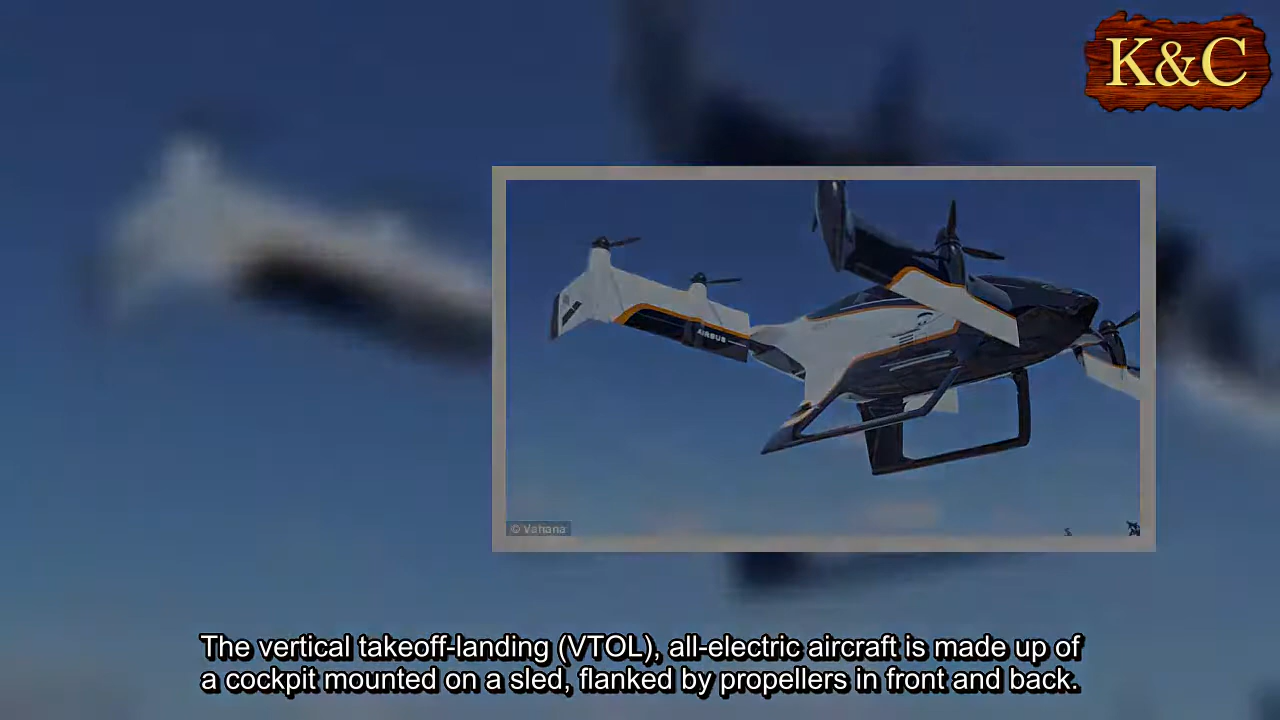 K&C
AIRBUS
© Vahana
The vertical takeoff-landing (VTOL), all-electric aircraft is made up of
a cockpit mounted on a sled, flanked by propellers in front and back.